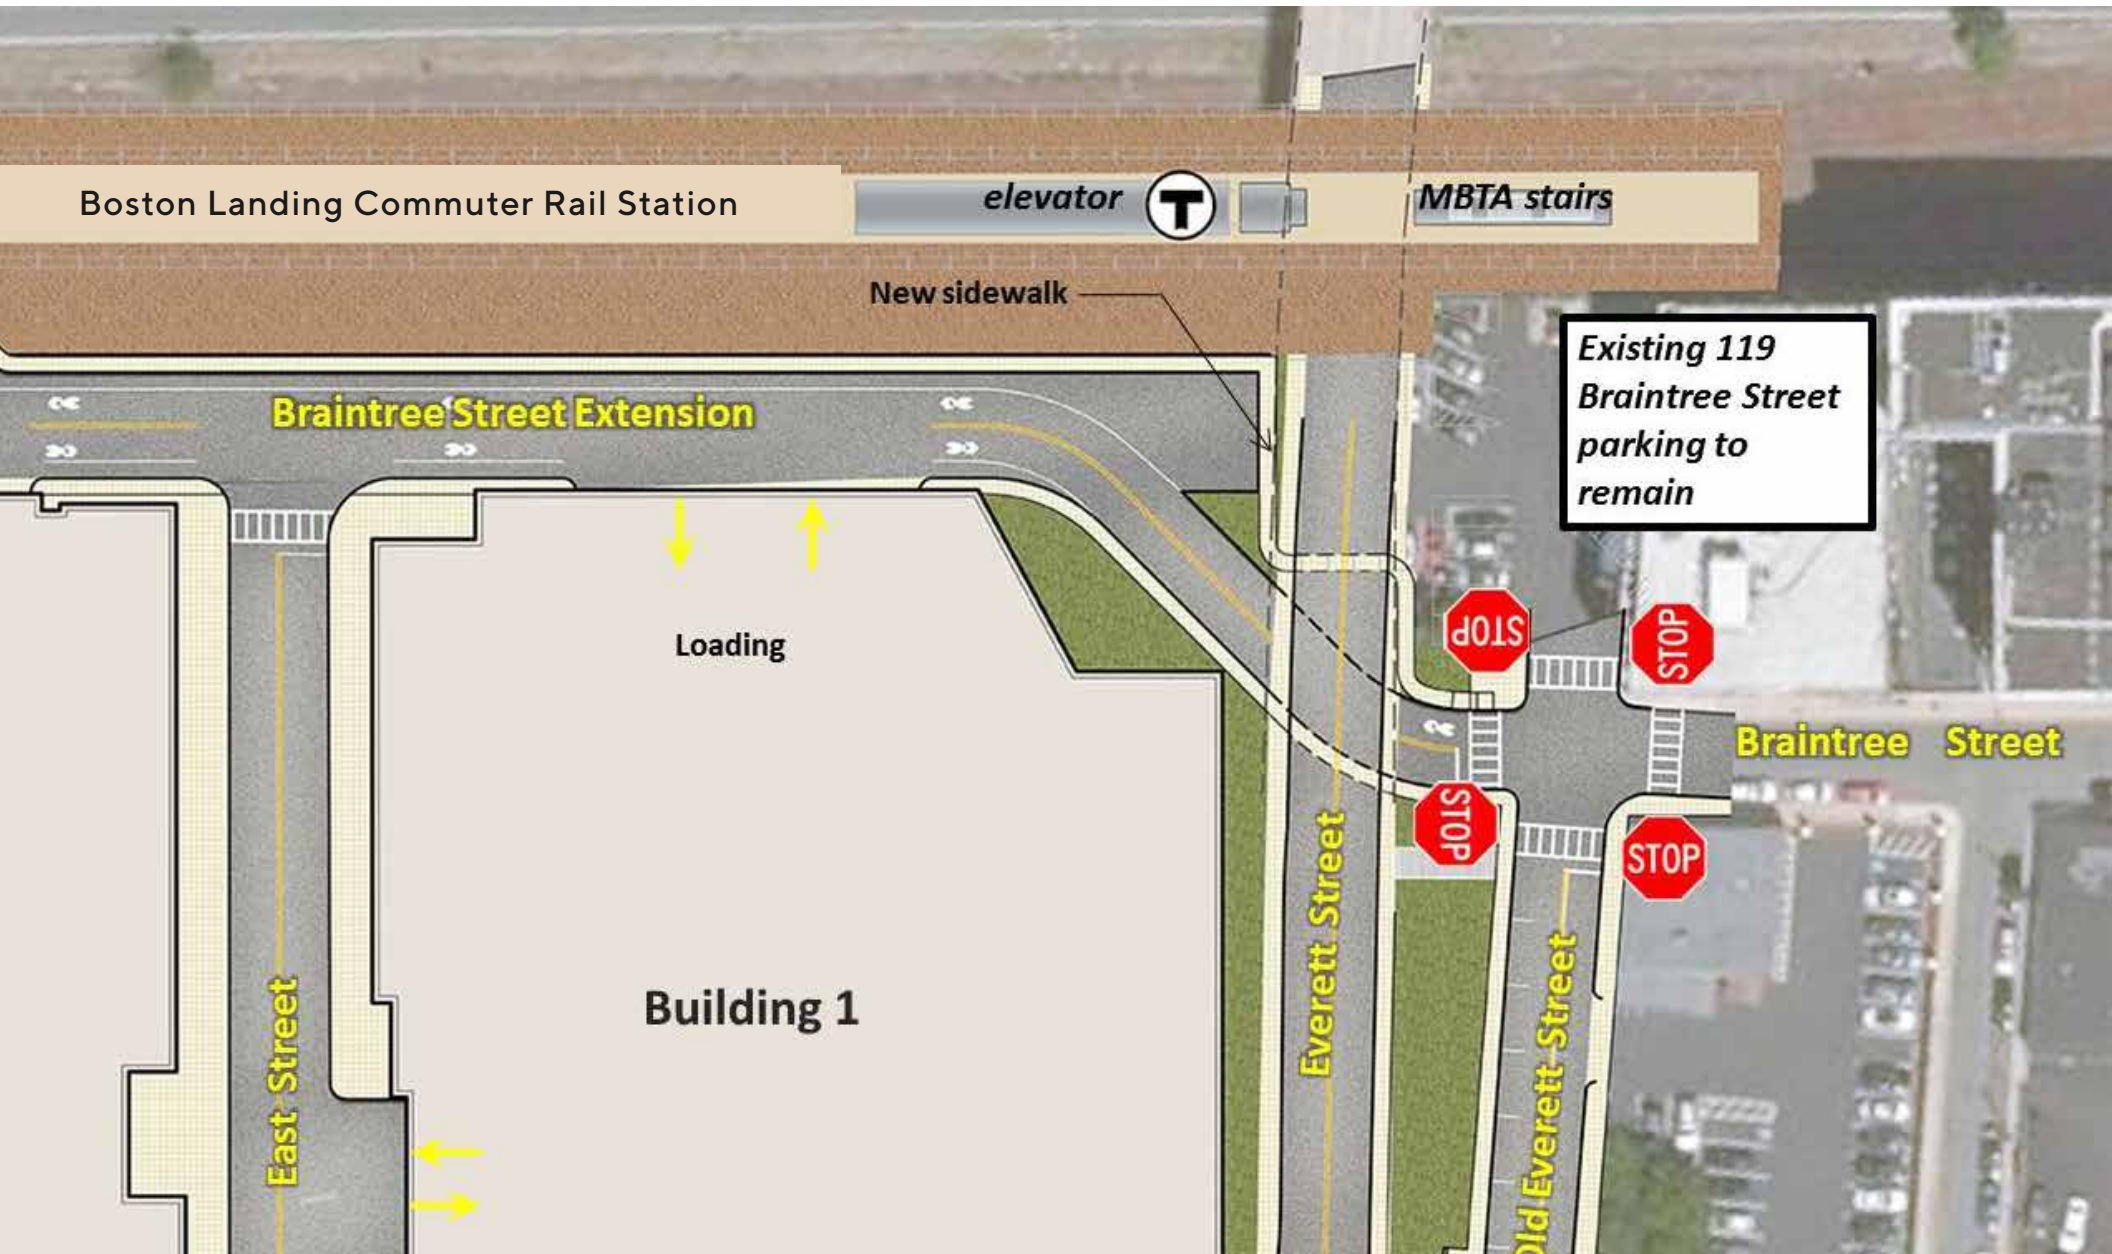 Boston Landing Commuter Rail Station
elevator
T
MBTA stairs
New sidewalk
Existing 119
Braintree Street
parking to
remain
Braintree Street Extension
STOP
STOP
Loading
Braintree Street
STOP
STOP
Building 1
Everett Street
East Street
Old Everett Street